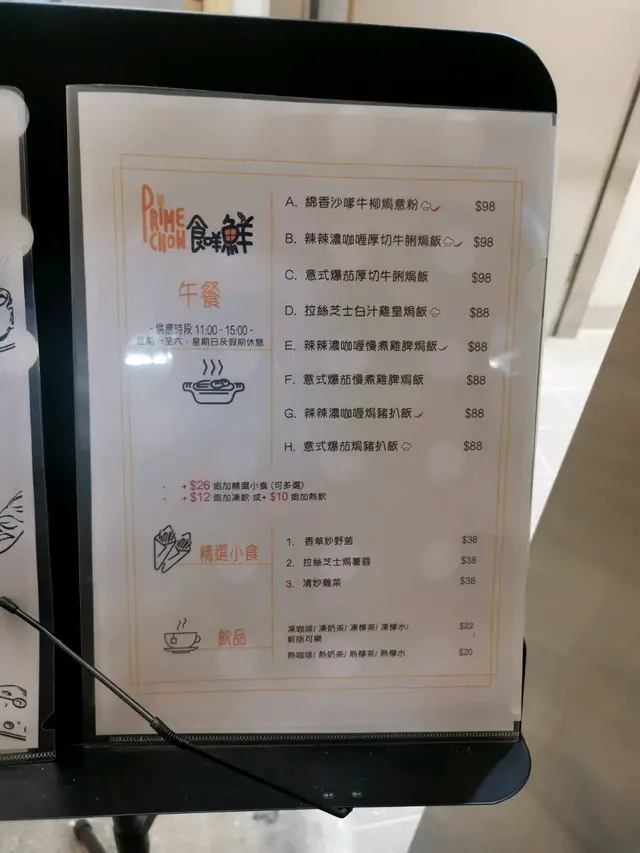 PRIME
CHON
食咩鮮
午餐
- 供應時段 11:00 - 15:00 -
星期一至六，星期日及假期休息
A. 綿香沙嗲牛柳焗意粉 $98
B. 辣辣濃咖喱厚切牛脷焗飯 $98
C. 意式爆茄厚切牛脷焗飯 $98
D. 拉絲芝士白汁雞皇焗飯 $88
E. 辣辣濃咖喱慢煮雞脾焗飯 $88
F. 意式爆茄慢煮雞脾焗飯 $88
G. 辣辣濃咖喱焗豬扒飯 $88
H. 意式爆茄焗豬扒飯 $88
- + $26 追加精選小食 (可多選)
- + $12 追加凍飲 或+ $10 追加熱飲
精選小食
1. 香草炒野菌 $38
2. 拉絲芝士焗薯蓉 $38
3. 清炒雜菜 $38
飲品
凍咖啡/ 凍奶茶/ 凍檸茶/ 凍檸水/ $22
新版可樂
熱咖啡/ 熱奶茶/ 熱檸茶/ 熱檸水 $20